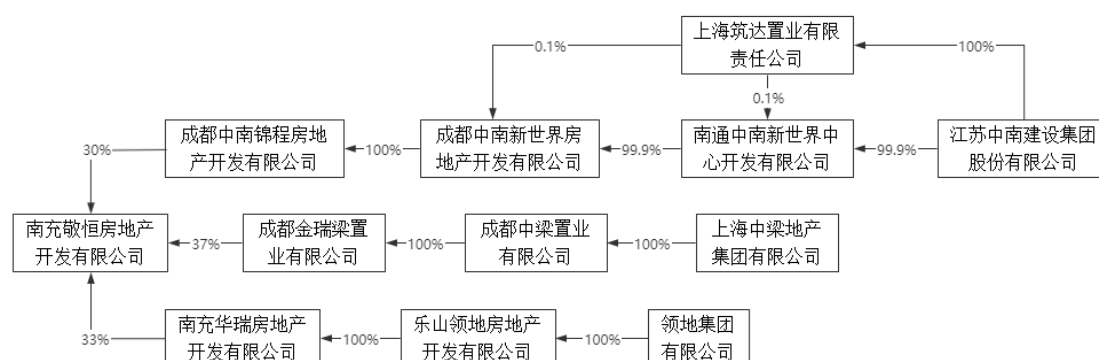 上海筑达置业有限
责任公司
0.1%
100%
0.1%
成都中南锦程房地
产开发有限公司
成都中南新世界房
地产开发有限公司
南通中南新世界中
心开发有限公司
江苏中南建设集团
股份有限公司
30%
100%
99.9%
99.9%
南充敬恒房地产
开发有限公司
成都金瑞梁置
业有限公司
成都中梁置业
有限公司
上海中梁地产
集团有限公司
37%
100%
100%
南充华瑞房地产
开发有限公司
乐山领地房地产
开发有限公司
领地集团
有限公司
33%
100%
100%